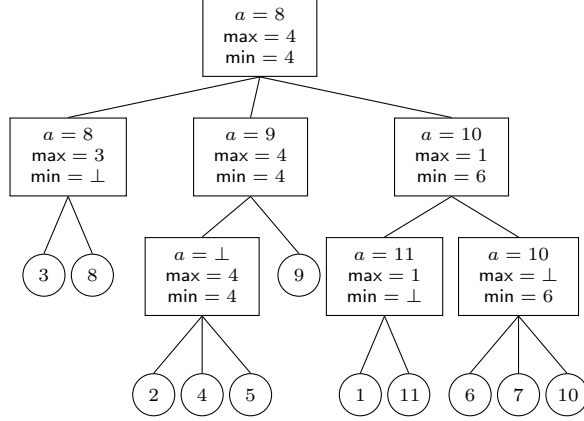 a = 8
max = 4
min = 4
a = 8
max = 3
min = ⊥
a = 9
max = 4
min = 4
a = 10
max = 1
min = 6
3
8
a = ⊥
max = 4
min = 4
9
a = 11
max = 1
min = ⊥
a = 10
max = ⊥
min = 6
2
4
5
1
11
6
7
10